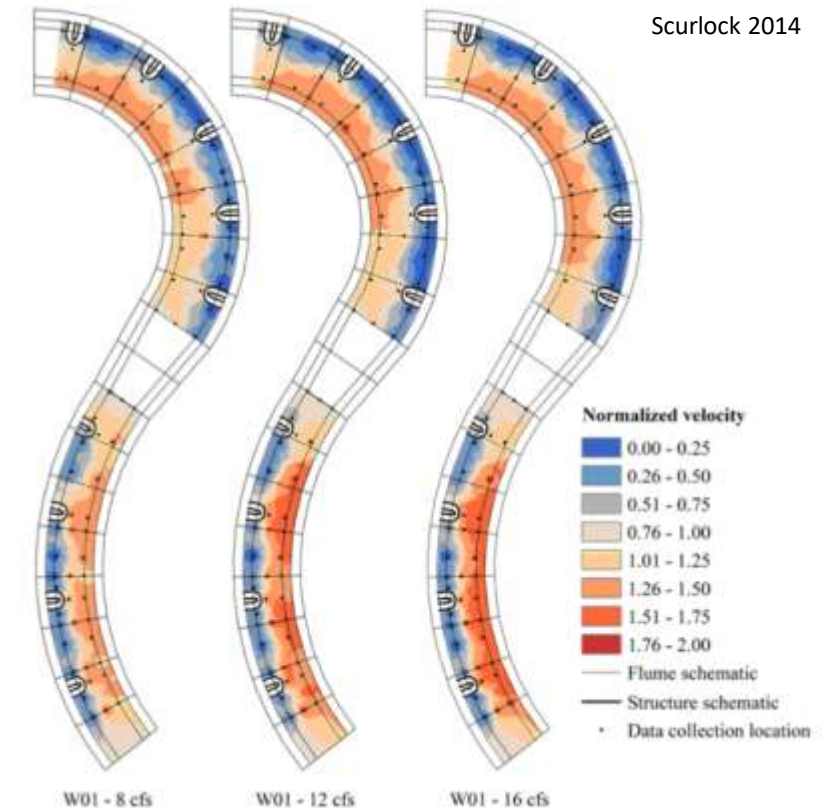 Scurlock 2014
Normalized velocity
0.00 - 0.25
0.26 - 0.50
0.51 - 0.75
0.76 - 1.00
1.01 - 1.25
1.26 - 1.50
1.51 - 1.75
1.76 - 2.00
Flume schematic
Structure schematic
Data collection location
W01 - 8 cfs
W01 - 12 cfs
W01 - 16 cfs